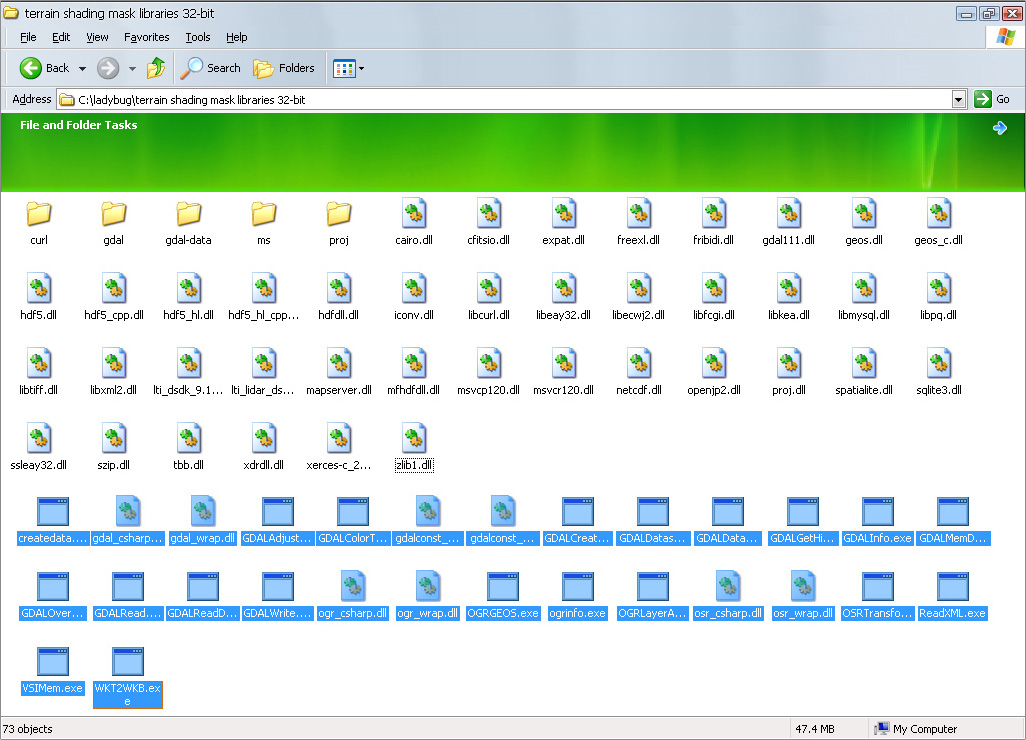 terrain shading mask libraries 32-bit
File Edit View Favorites Tools Help
Back Search Folders
Address C:\ladybug\terrain shading mask libraries 32-bit Go
File and Folder Tasks
curl gdal gdal-data ms proj cairo.dll cfitsio.dll expat.dll freexl.dll fribidi.dll gdal111.dll geos.dll geos_c.dll
hdf5.dll hdf5_cpp.dll hdf5_hl.dll hdf5_hl_cpp... hdfdll.dll iconv.dll libcurl.dll libeay32.dll libecwj2.dll libfcgi.dll libkea.dll libmysql.dll libpq.dll
libtiff.dll libxml2.dll lti_dsdk_9.1... lti_lidar_ds... mapserver.dll mfhdfdll.dll msvcp120.dll msvcr120.dll netcdf.dll openjp2.dll proj.dll spatialite.dll sqlite3.dll
ssleay32.dll szip.dll tbb.dll xdrdll.dll xerces-c_2... zlib1.dll
createdata.... gdal_csharp... gdal_wrap.dll GDALAdjust... GDALColorT... gdalconst_... gdalconst_... GDALCreat... GDALDatas... GDALData... GDALGetHi... GDALInfo.exe GDALMemD...
GDALOver... GDALRead.... GDALReadD... GDALWrite.... ogr_csharp.dll ogr_wrap.dll OGRGEOS.exe ogrinfo.exe OGRLayerA... osr_csharp.dll osr_wrap.dll OSRTransfo... ReadXML.exe
VSIMem.exe WKT2WKB.ex
e
73 objects 47.4 MB My Computer